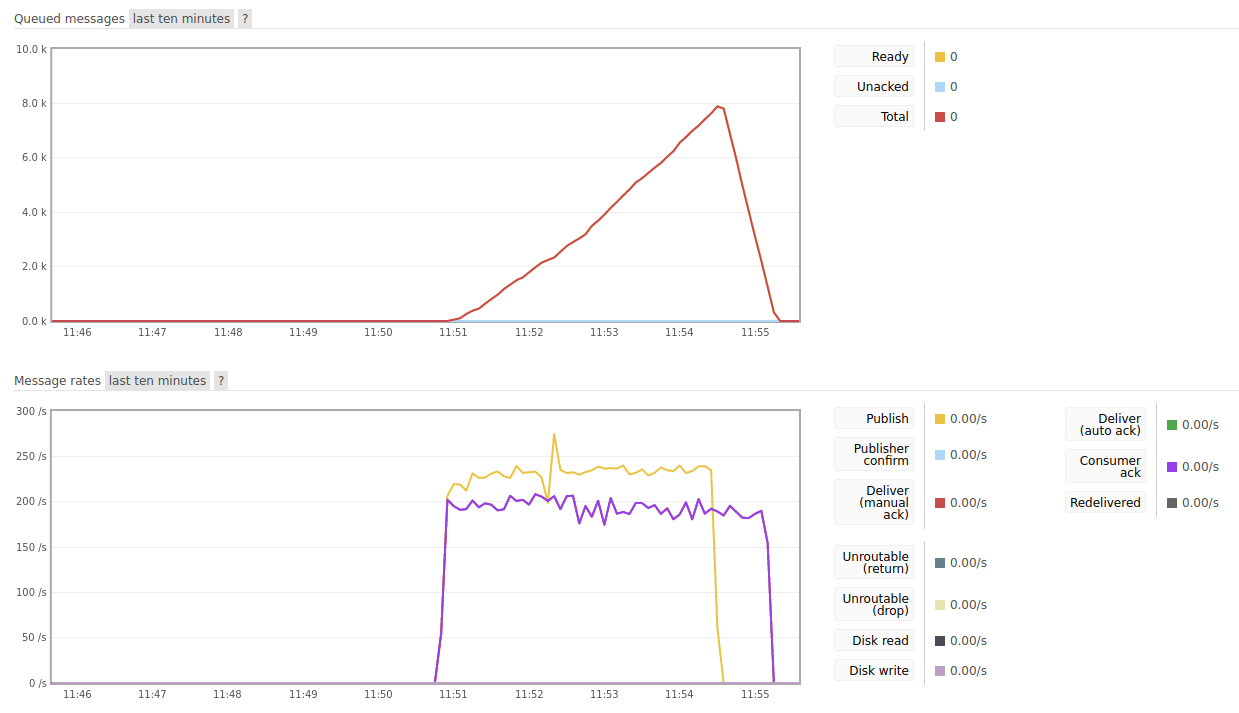 Queued messages last ten minutes ?
10.0 k
8.0 k
6.0 k
4.0 k
2.0 k
0.0 k
11:46 11:47 11:48 11:49 11:50 11:51 11:52 11:53 11:54 11:55
Ready 0
Unacked 0
Total 0
Message rates last ten minutes ?
300 /s
250 /s
200 /s
150 /s
100 /s
50 /s
0 /s
11:46 11:47 11:48 11:49 11:50 11:51 11:52 11:53 11:54 11:55
Publish 0.00/s
Publisher
confirm 0.00/s
Deliver
(manual
ack) 0.00/s
Unroutable
(return) 0.00/s
Unroutable
(drop) 0.00/s
Disk read 0.00/s
Disk write 0.00/s
Deliver
(auto ack) 0.00/s
Consumer
ack 0.00/s
Redelivered 0.00/s